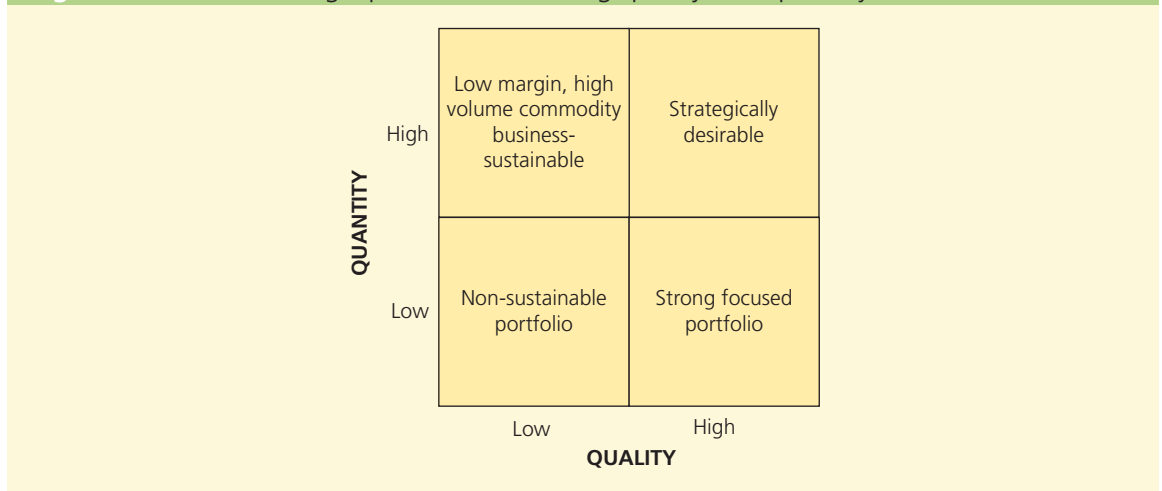 Low margin, high
volume commodity
business-
sustainable
Strategically
desirable
High
QUANTITY
Non-sustainable
portfolio
Strong focused
portfolio
Low
Low
High
QUALITY